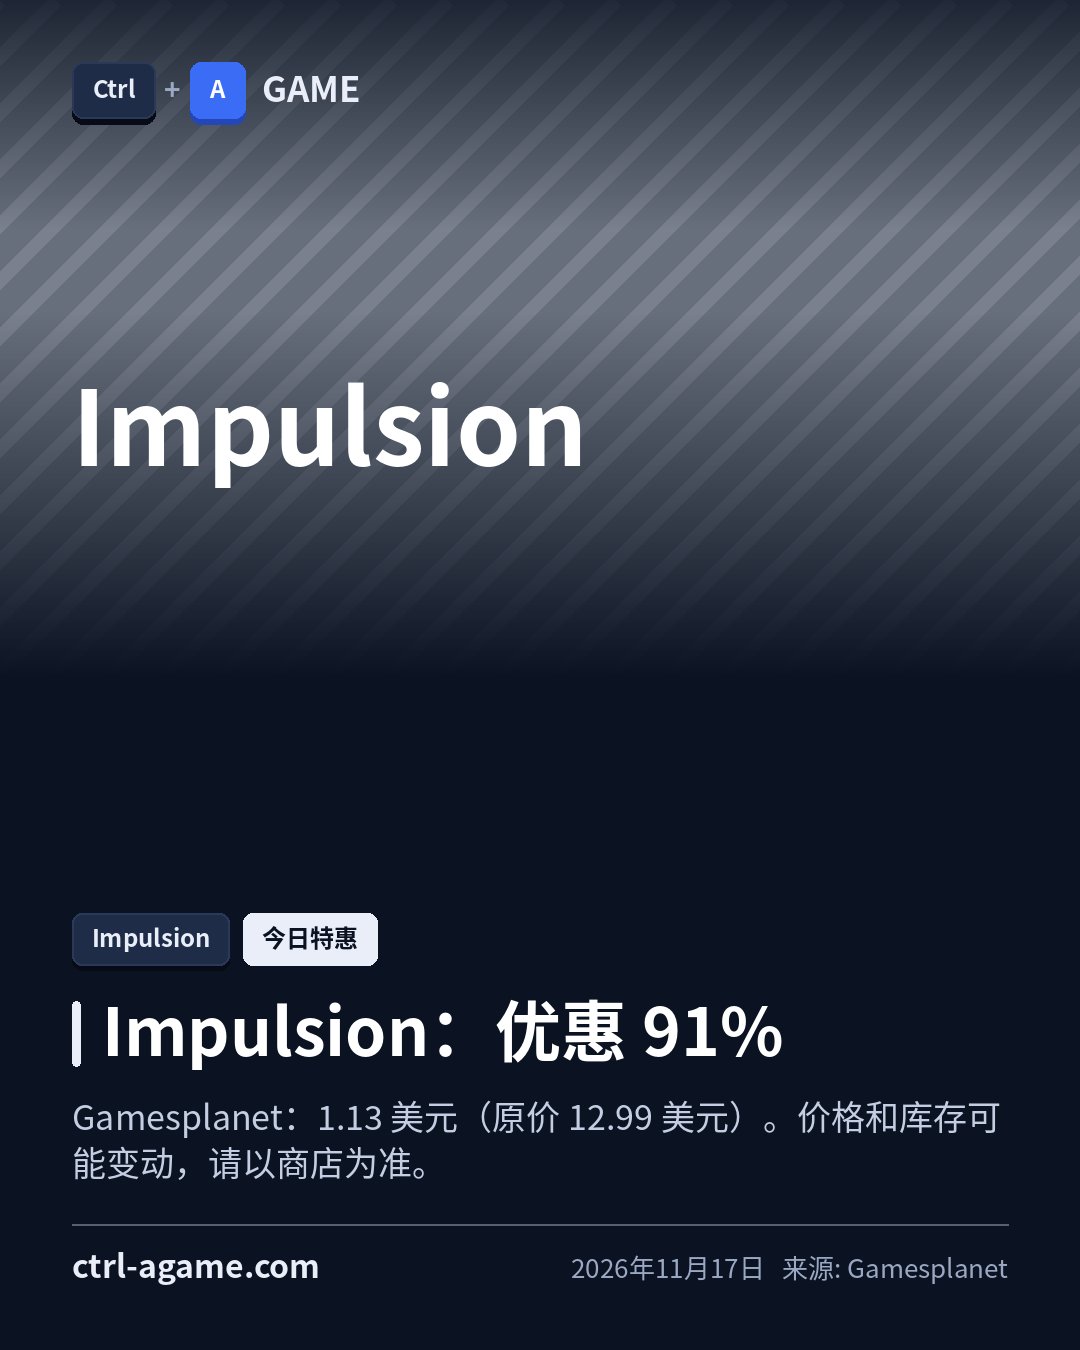 Ctrl + A GAME
Impulsion
Impulsion 今日特惠
Impulsion：优惠 91%
Gamesplanet：1.13 美元（原价 12.99 美元）。价格和库存可
能变动，请以商店为准。
ctrl-agame.com 2026年11月17日 来源: Gamesplanet